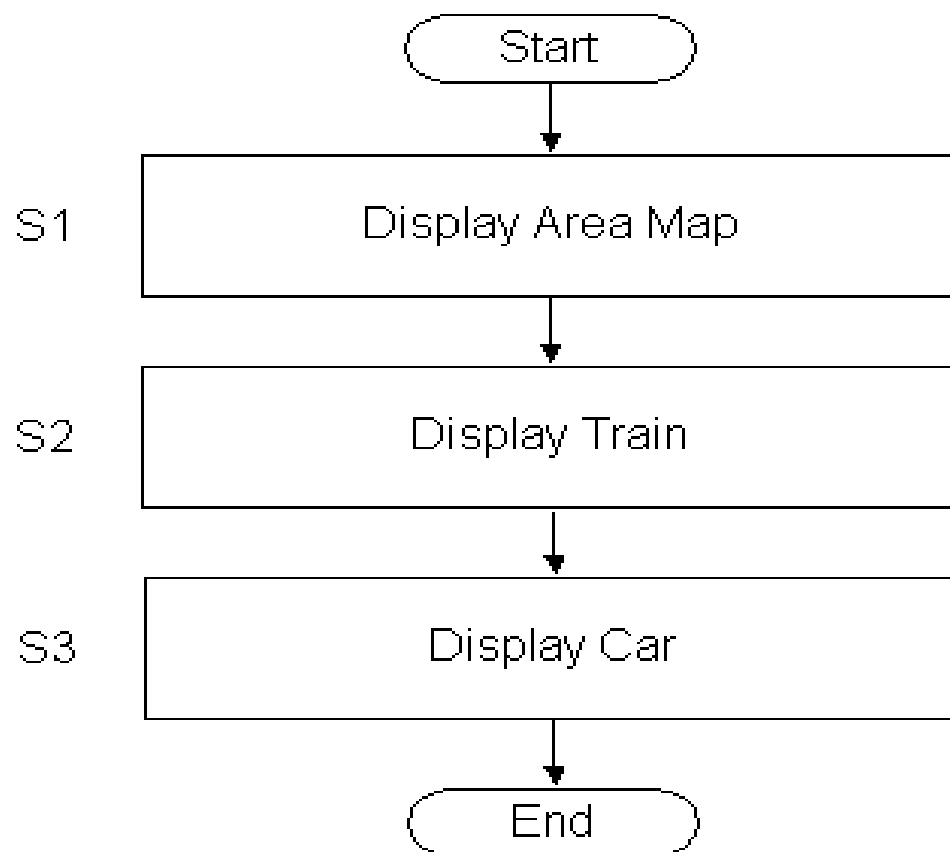 Start
S1 Display Area Map
S2 Display Train
S3 Display Car
End